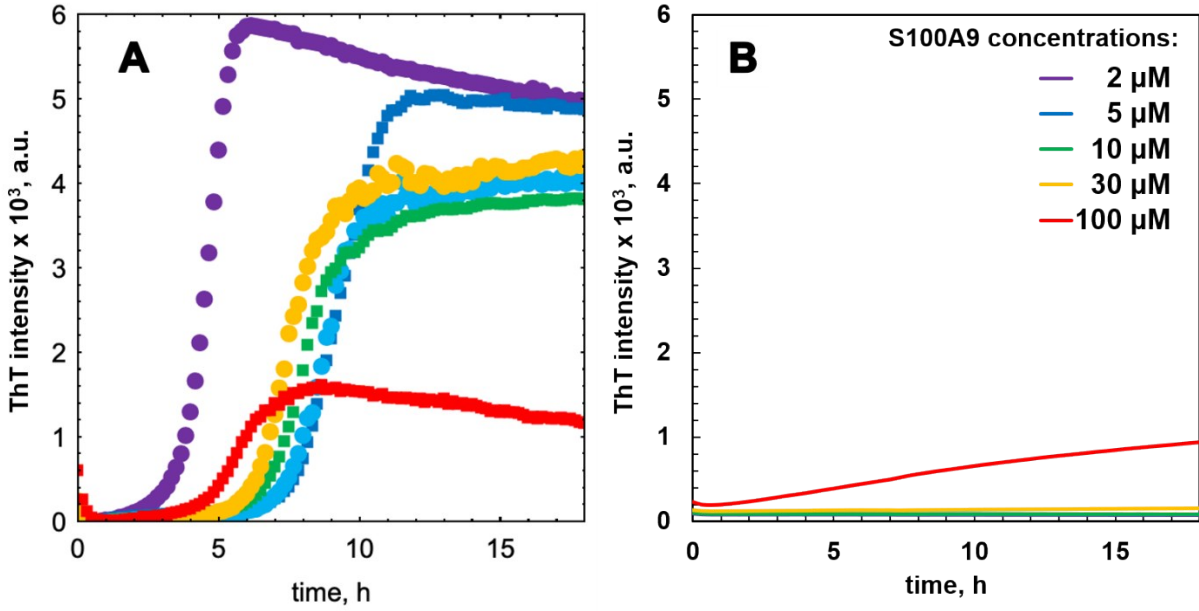 A
ThT intensity x 10³, a.u.
6
5
4
3
2
1
0
0
5
10
15
time, h
B
S100A9 concentrations:
2 µM
5 µM
10 µM
30 µM
100 µM
ThT intensity x 10³, a.u.
6
5
4
3
2
1
0
0
5
10
15
time, h